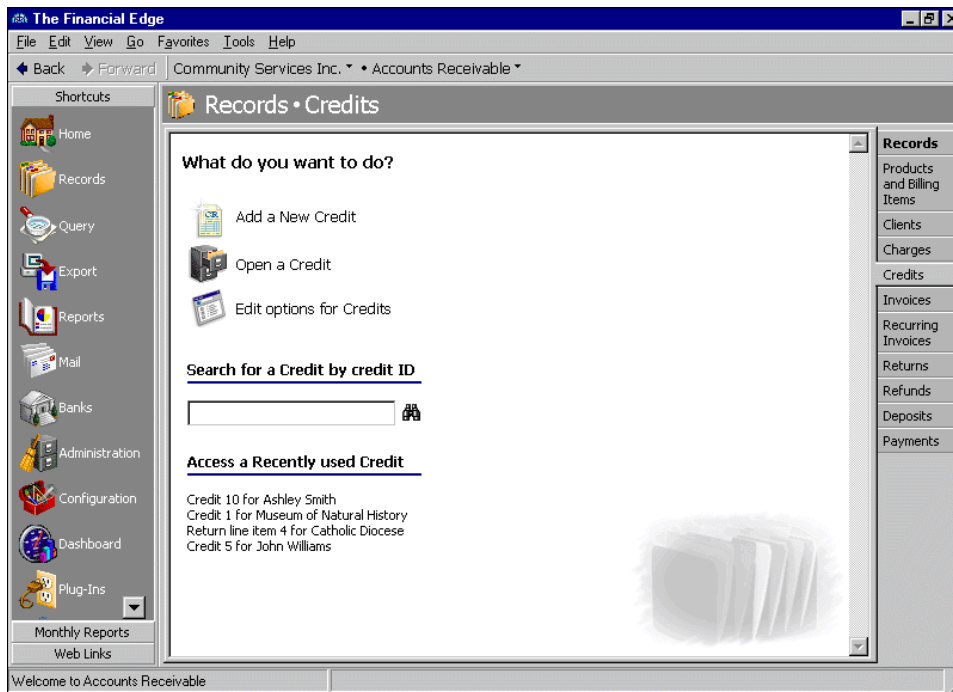 The Financial Edge
File Edit View Go Favorites Tools Help
Back Forward Community Services Inc. • Accounts Receivable
Shortcuts
Home
Records
Query
Export
Reports
Mail
Banks
Administration
Configuration
Dashboard
Plug-Ins
Monthly Reports
Web Links
Records • Credits
What do you want to do?
CR
Add a New Credit
Open a Credit
Edit options for Credits
Search for a Credit by credit ID
Access a Recently used Credit
Credit 10 for Ashley Smith
Credit 1 for Museum of Natural History
Return line item 4 for Catholic Diocese
Credit 5 for John Williams
Records
Products
and Billing
Items
Clients
Charges
Credits
Invoices
Recurring
Invoices
Returns
Refunds
Deposits
Payments
Welcome to Accounts Receivable